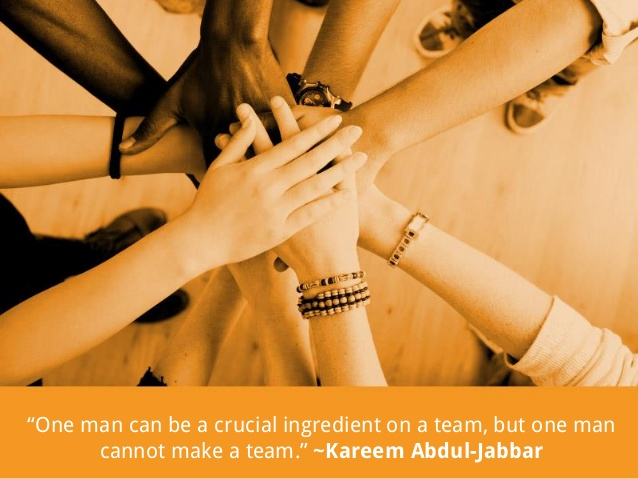 “One man can be a crucial ingredient on a team, but one man
cannot make a team.” ~Kareem Abdul-Jabbar